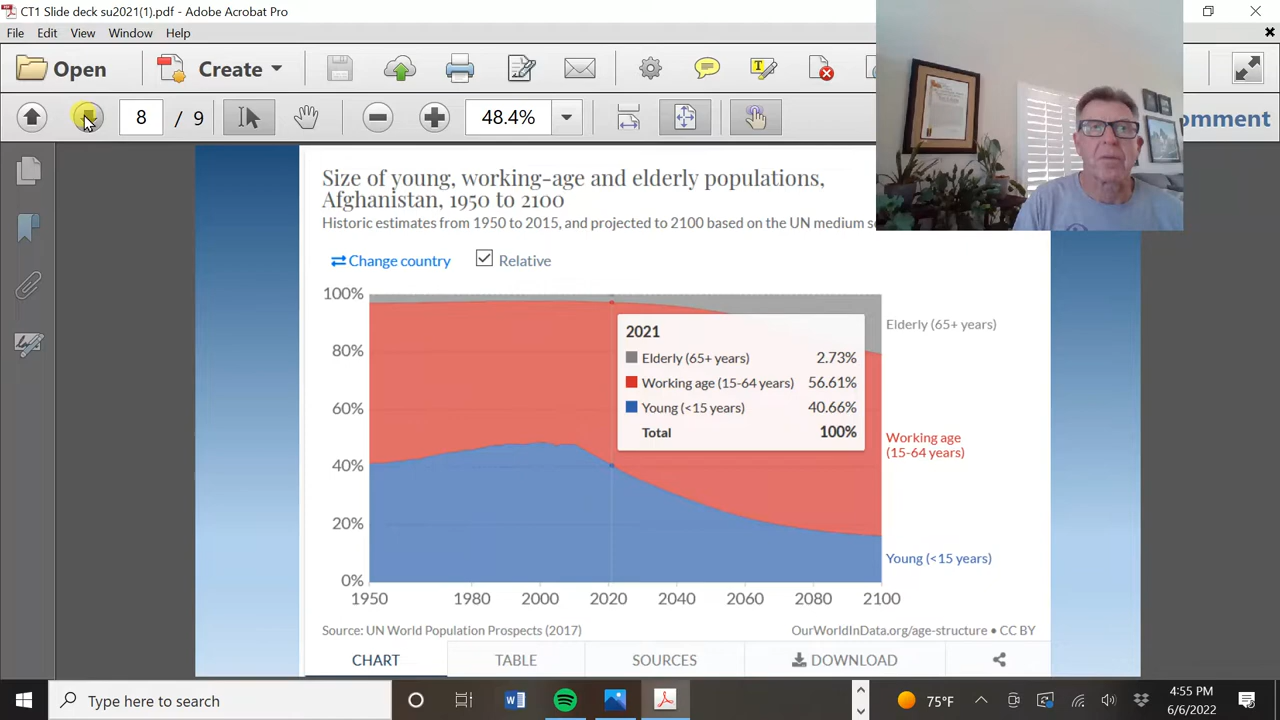 CT1 Slide deck su2021(1).pdf - Adobe Acrobat Pro
File Edit View Window Help
Open Create
8 / 9 48.4% omment
Size of young, working-age and elderly populations,
Afghanistan, 1950 to 2100
Historic estimates from 1950 to 2015, and projected to 2100 based on the UN medium s
Change country Relative
100%
80%
60%
40%
20%
0%
2021
Elderly (65+ years) 2.73%
Working age (15-64 years) 56.61%
Young (<15 years) 40.66%
Total 100%
Elderly (65+ years)
Working age
(15-64 years)
Young (<15 years)
1950 1980 2000 2020 2040 2060 2080 2100
Source: UN World Population Prospects (2017) OurWorldInData.org/age-structure • CC BY
CHART TABLE SOURCES DOWNLOAD
Type here to search 75°F 4:55 PM
6/6/2022